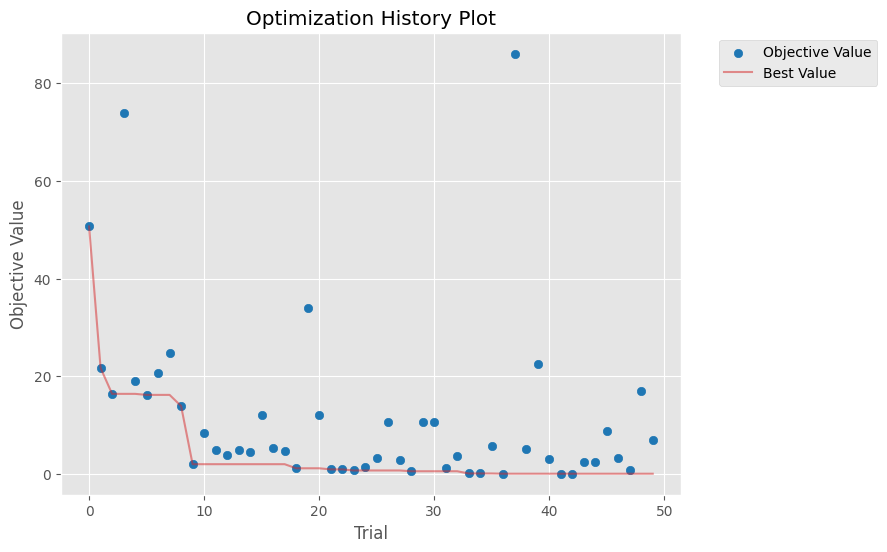 Optimization History Plot
Objective Value
Best Value
Objective Value
80
60
40
20
0
0 10 20 30 40 50
Trial